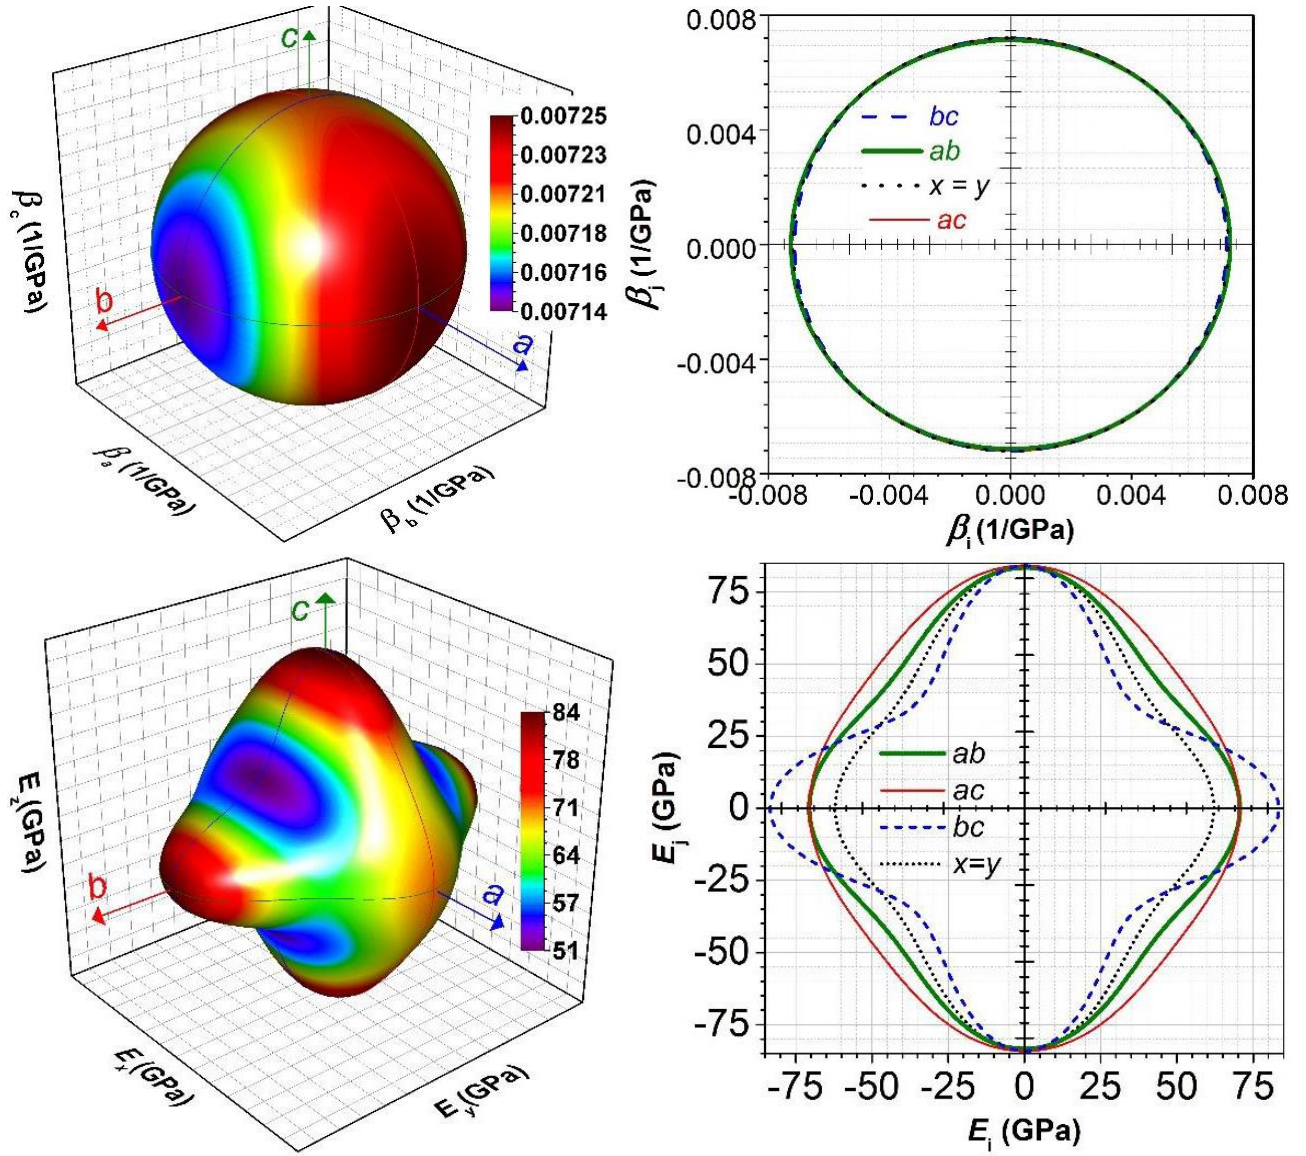 c
b
a
β_c (1/GPa)
β_a (1/GPa)
β_b (1/GPa)
0.00725
0.00723
0.00721
0.00718
0.00716
0.00714
0.008
0.004
0.000
-0.004
-0.008
β_j (1/GPa)
bc
ab
x = y
ac
-0.008 -0.004 0.000 0.004 0.008
β_i (1/GPa)
c
b
a
E_z (GPa)
E_x (GPa)
E_y (GPa)
84
78
71
64
57
51
75
50
25
0
-25
-50
-75
E_j (GPa)
ab
ac
bc
x=y
-75 -50 -25 0 25 50 75
E_i (GPa)